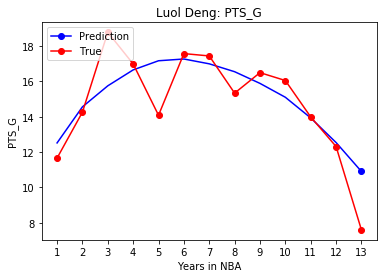 Luol Deng: PTS_G
Prediction
True
PTS_G
18
16
14
12
10
8
1 2 3 4 5 6 7 8 9 10 11 12 13
Years in NBA